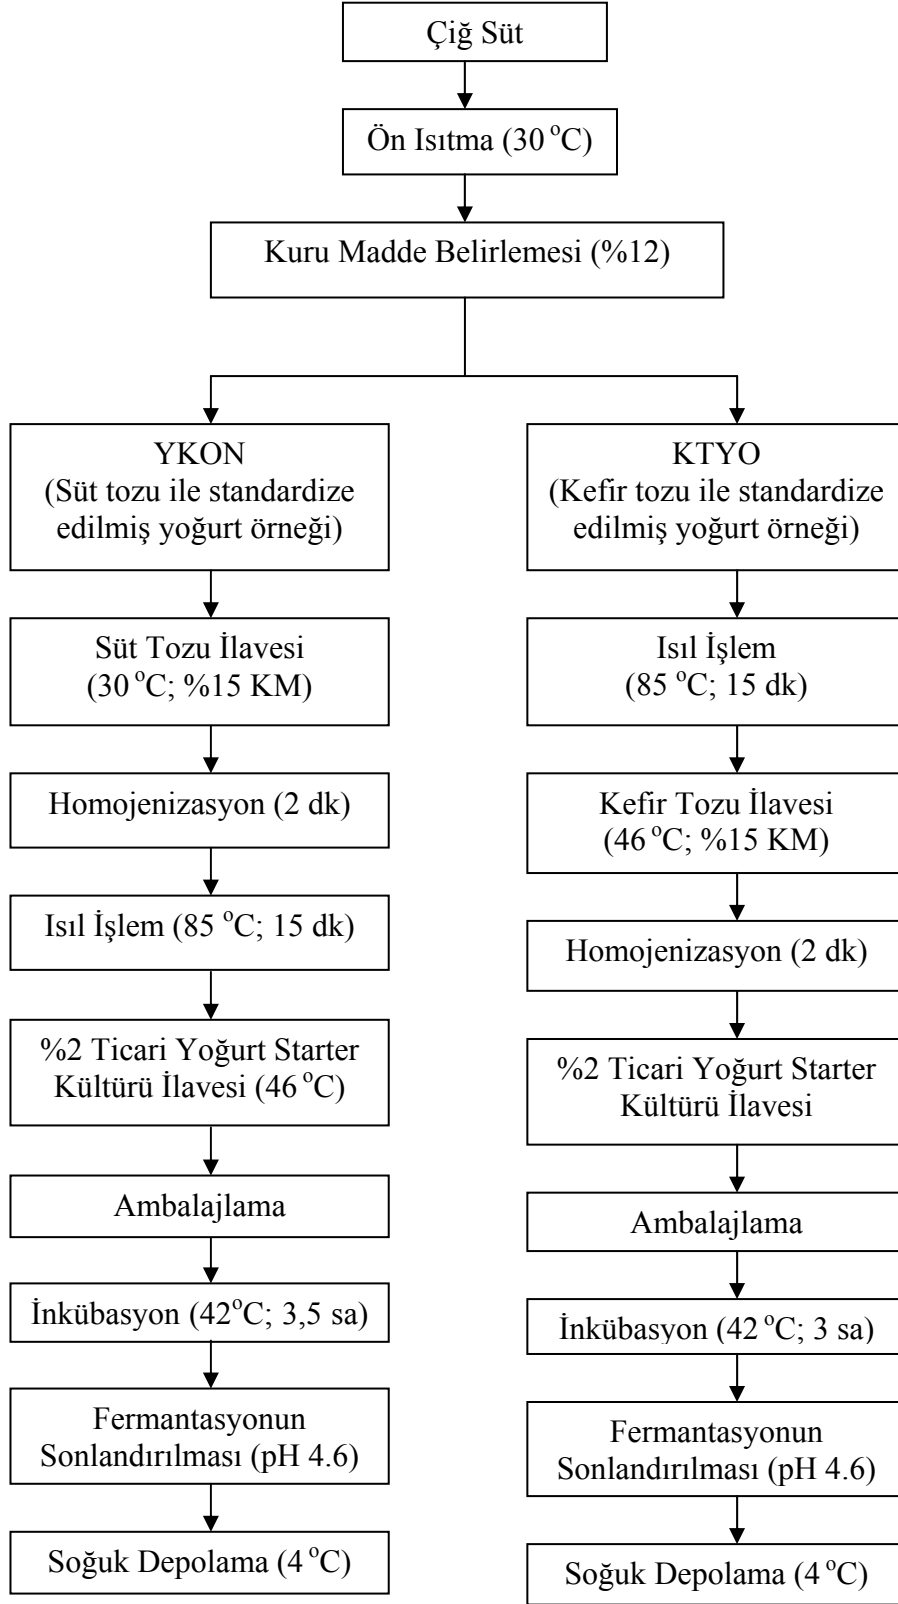 Çiğ Süt
Ön Isıtma (30 °C)
Kuru Madde Belirlemesi (%12)
YKON
(Süt tozu ile standardize
edilmiş yoğurt örneği)
Süt Tozu İlavesi
(30 °C; %15 KM)
Homojenizasyon (2 dk)
Isıl İşlem (85 °C; 15 dk)
%2 Ticari Yoğurt Starter
Kültürü İlavesi (46 °C)
Ambalajlama
İnkübasyon (42°C; 3,5 sa)
Fermantasyonun
Sonlandırılması (pH 4.6)
Soğuk Depolama (4 °C)
KTYO
(Kefir tozu ile standardize
edilmiş yoğurt örneği)
Isıl İşlem
(85 °C; 15 dk)
Kefir Tozu İlavesi
(46 °C; %15 KM)
Homojenizasyon (2 dk)
%2 Ticari Yoğurt Starter
Kültürü İlavesi
Ambalajlama
İnkübasyon (42 °C; 3 sa)
Fermantasyonun
Sonlandırılması (pH 4.6)
Soğuk Depolama (4 °C)